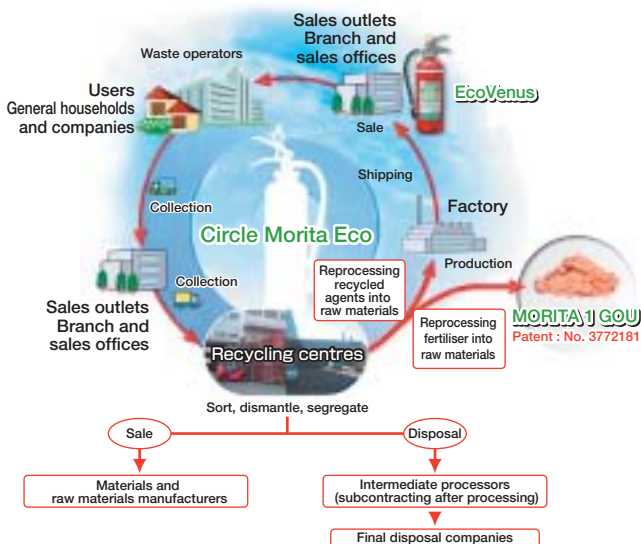 Sales outlets
Branch and
sales offices
Waste operators
EcoVenus
Users
General households
and companies
Sale
Shipping
Collection
Factory
Circle Morita Eco
Production
Collection
Reprocessing
recycled
agents into
raw materials
Sales outlets
Branch and
sales offices
Reprocessing
fertiliser into
raw materials
MORITA 1 GOU
Patent : No. 3772181
Recycling centres
Sort, dismantle, segregate
Sale
Disposal
Materials and
raw materials manufacturers
Intermediate processors
(subcontracting after processing)
Final disposal companies